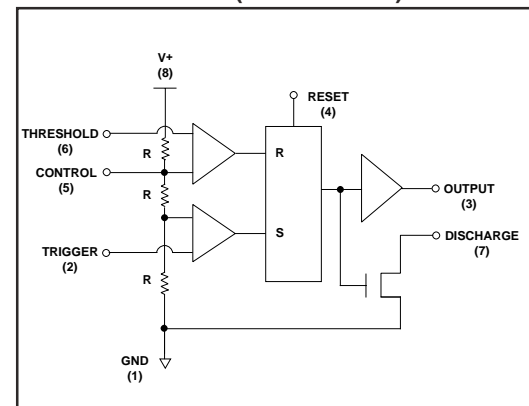 V+
(8)
RESET
(4)
THRESHOLD
(6)
R
R
CONTROL
(5)
R
OUTPUT
(3)
S
DISCHARGE
(7)
TRIGGER
(2)
R
GND
(1)